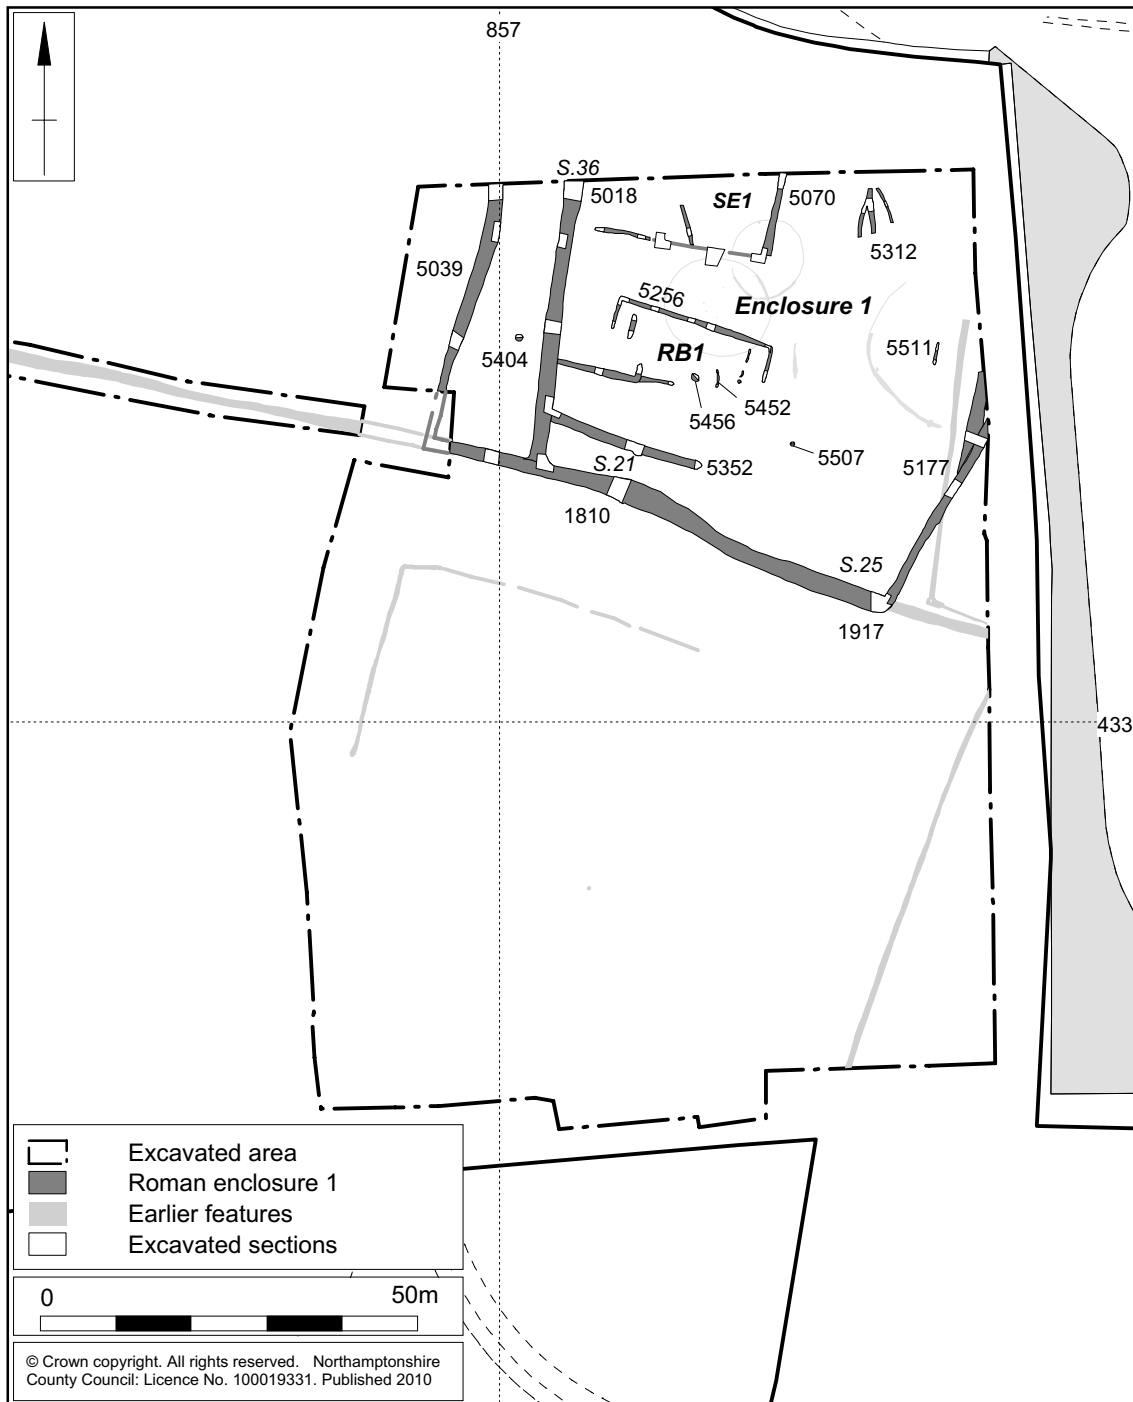 857
S.36
5018
SE1
5070
5312
5039
5256
Enclosure 1
5404
RB1
5511
5456
5452
5507
S.21
5352
5177
1810
S.25
1917
433
Excavated area
Roman enclosure 1
Earlier features
Excavated sections
0 50m
© Crown copyright. All rights reserved. Northamptonshire
County Council: Licence No. 100019331. Published 2010